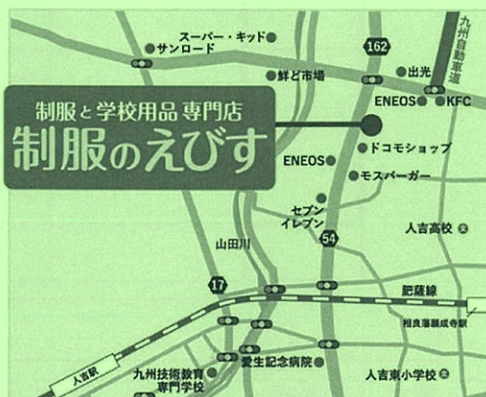 スーパー・キッド
サンロード
162
九州自動車道
鮮ど市場
出光
ENEOS
KFC
制服と学校用品 専門店
制服のえびす
ドコモショップ
ENEOS
モスバーガー
セブン
イレブン
人吉高校
文
54
山田川
17
肥薩線
相良藩願成寺駅
人吉駅
九州技術教育
専門学校
愛生記念病院
人吉東小学校
文